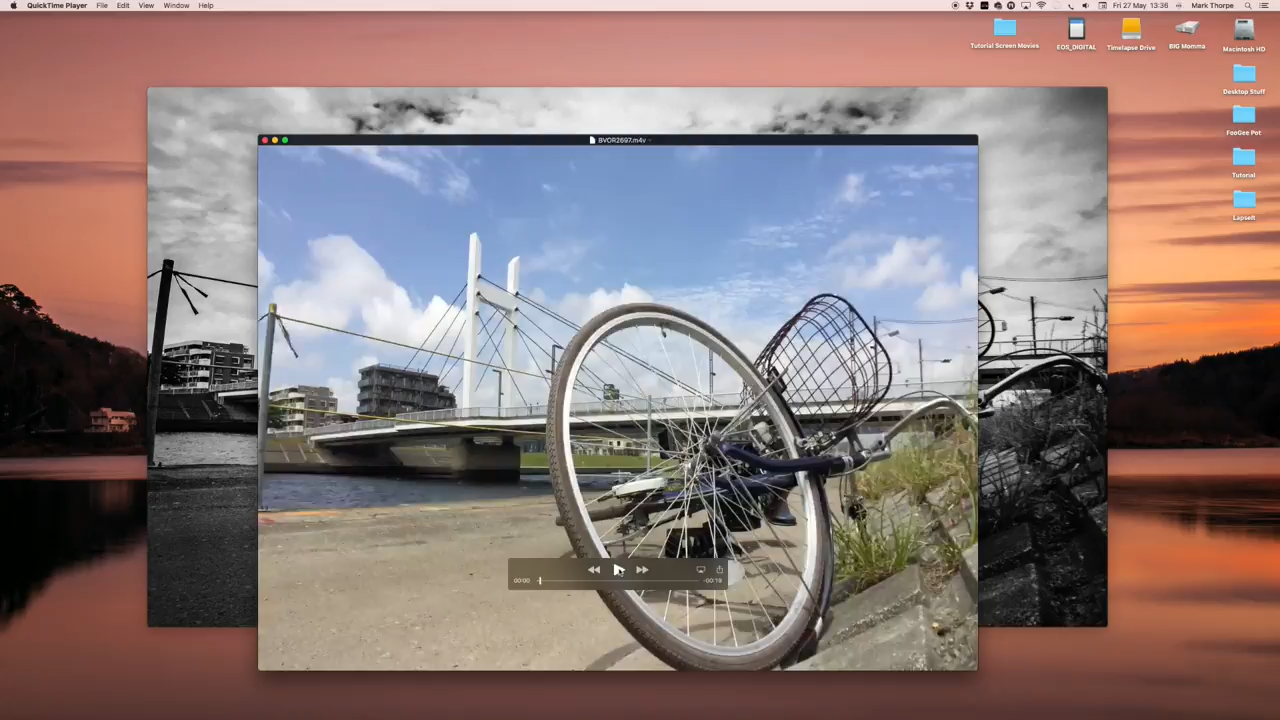 QuickTime Player File Edit View Window Help
Fri 27 May 13:36 Mark Thorpe
Tutorial Screen Movies
EOS_DIGITAL
Timelapse Drive
BIG Momma
Macintosh HD
Desktop Stuff
FooGee Pot
Tutorial
LapseIt
BVOR2697.m4v
00:00
-00:19